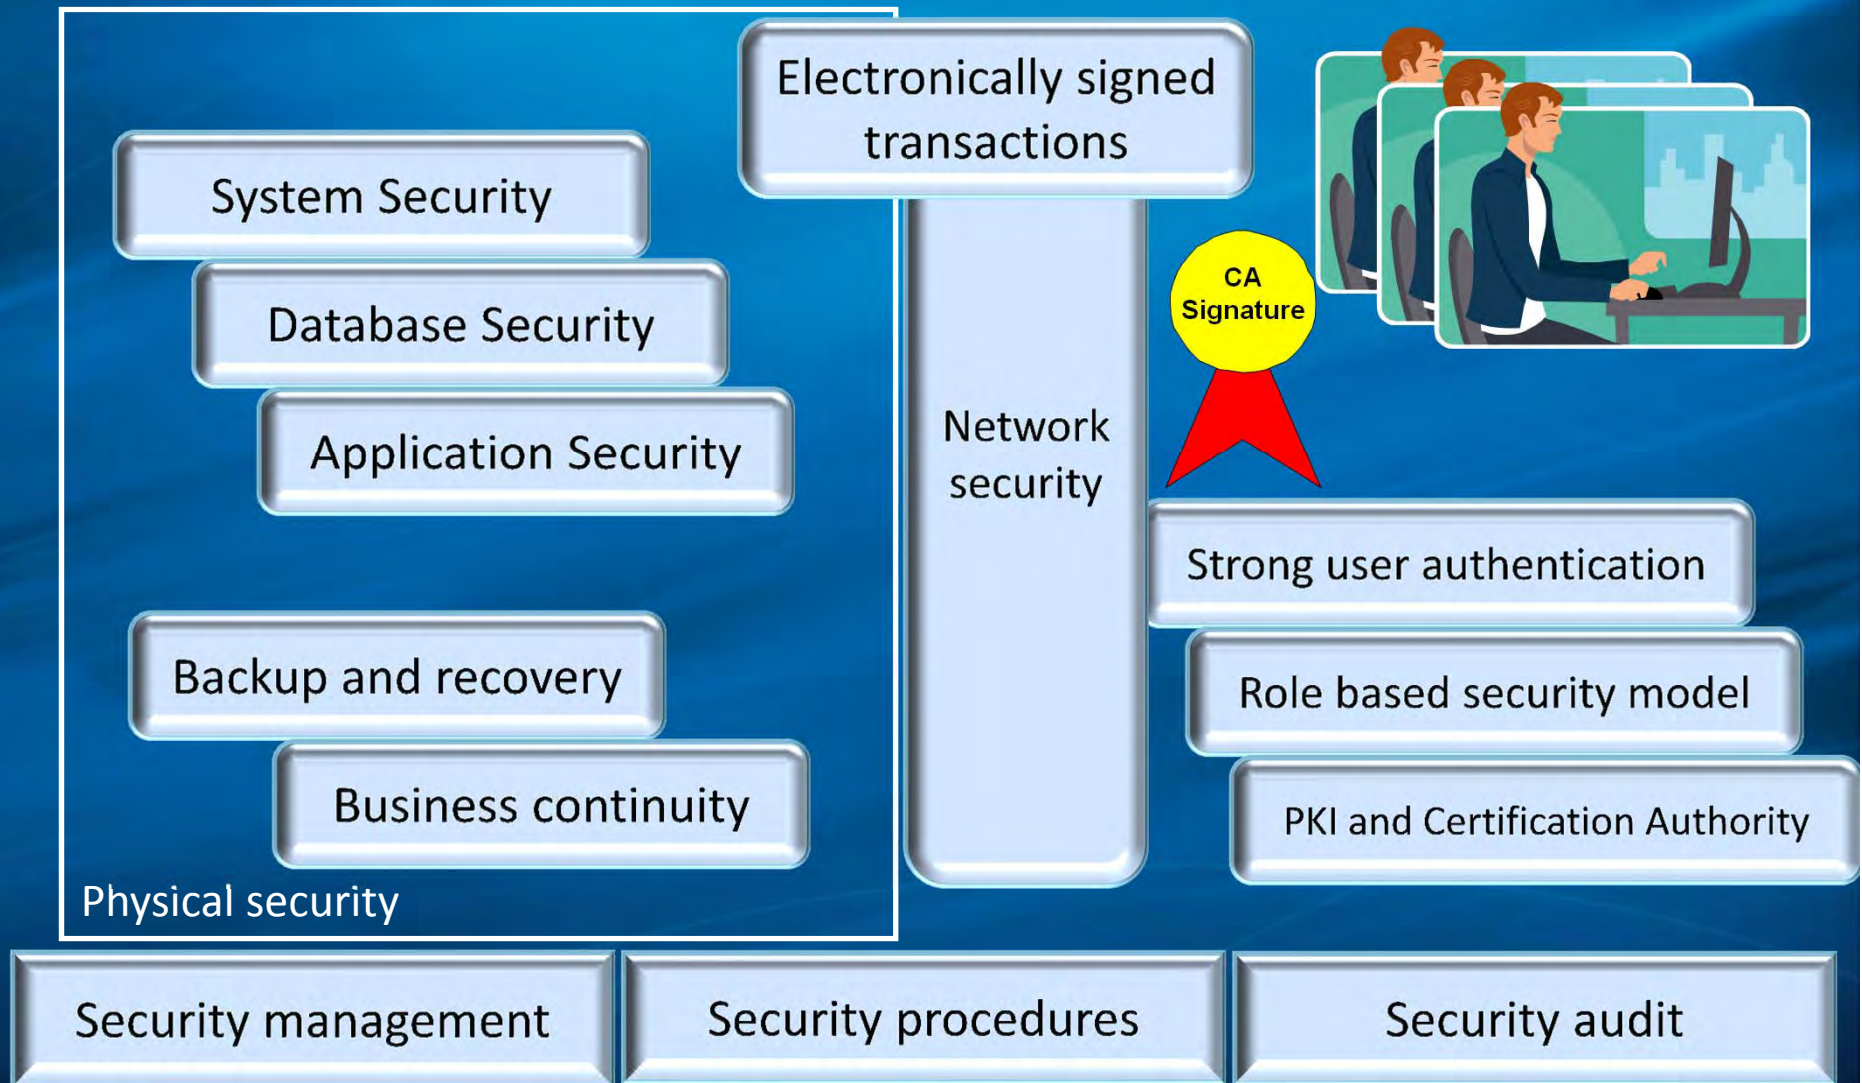 Electronically signed
transactions
System Security
Database Security
Application Security
Network
security
CA
Signature
Strong user authentication
Role based security model
PKI and Certification Authority
Backup and recovery
Business continuity
Physical security
Security management
Security procedures
Security audit